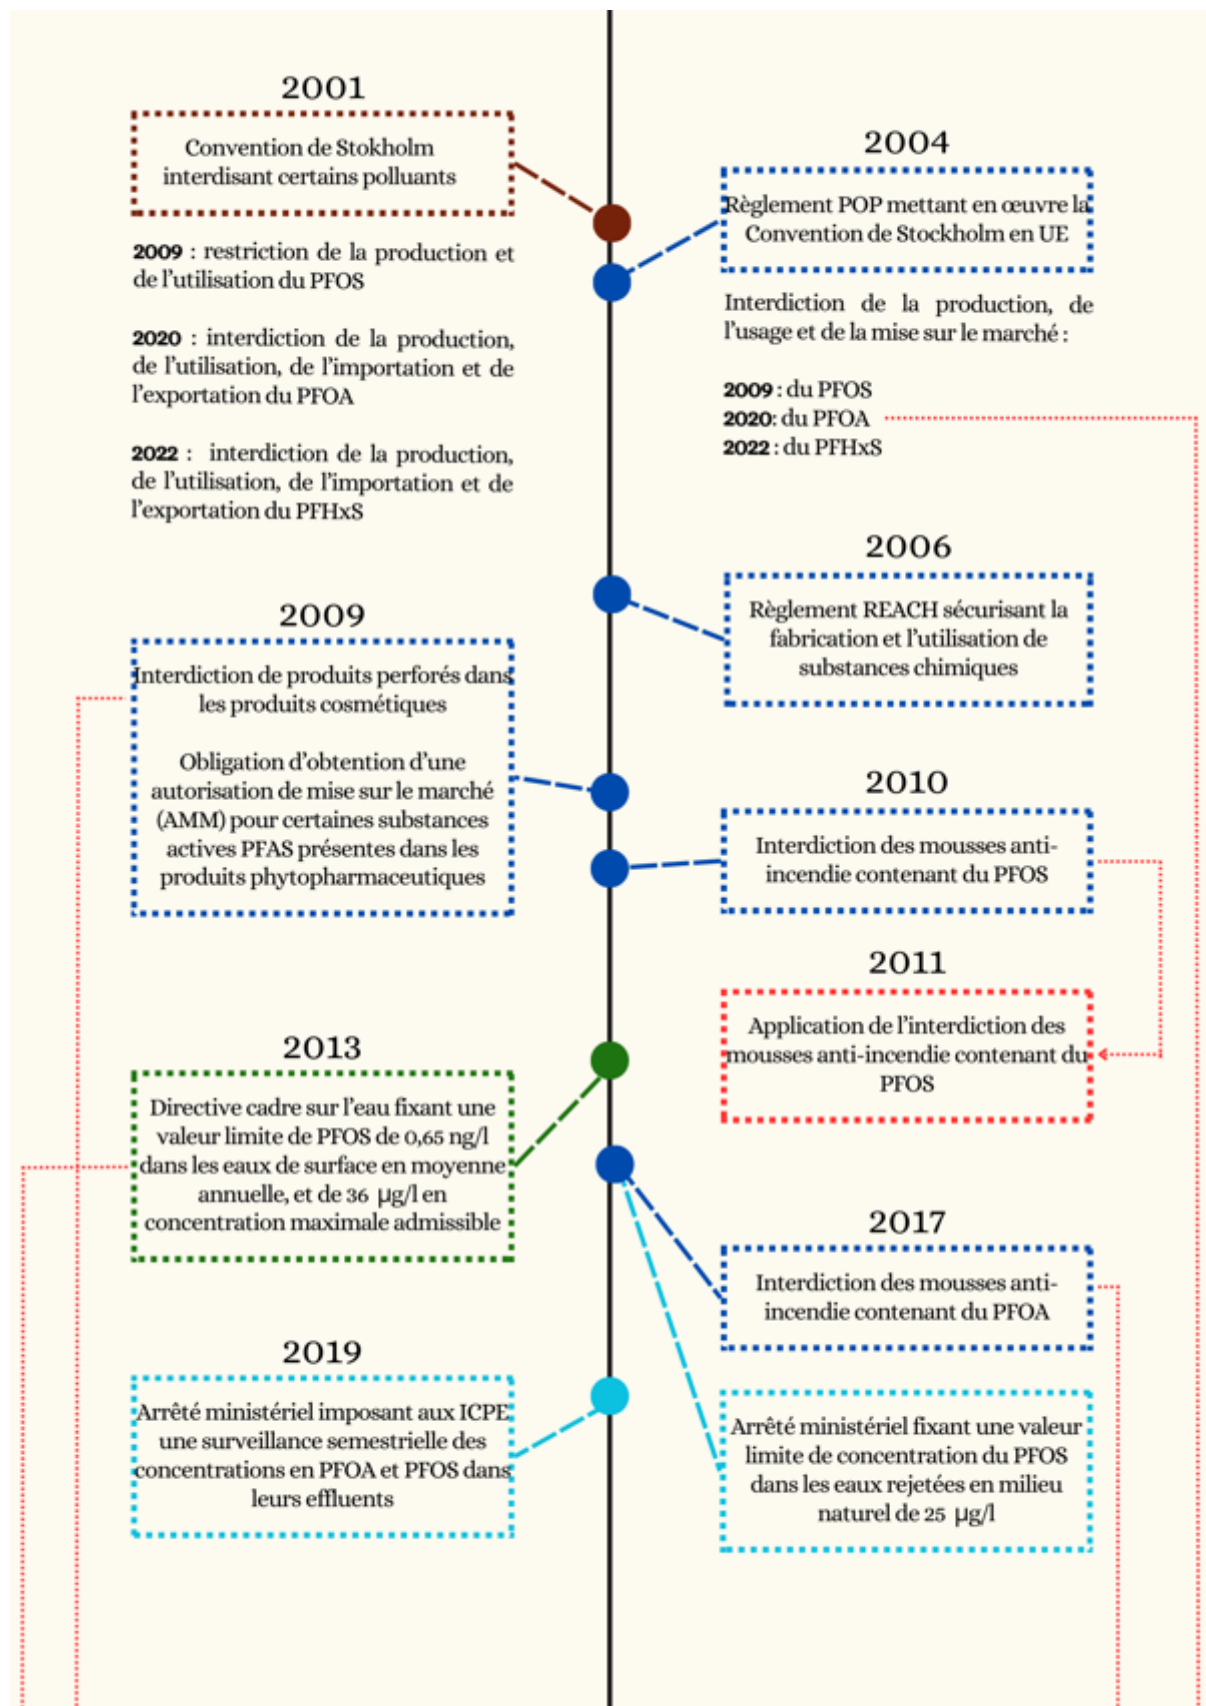 2001
Convention de Stokholm
interdisant certains polluants
2009 : restriction de la production et
de l'utilisation du PFOS
2020 : interdiction de la production,
de l'utilisation, de l'importation et de
l'exportation du PFOA
2022 : interdiction de la production,
de l'utilisation, de l'importation et de
l'exportation du PFHxS
2004
Règlement POP mettant en œuvre la
Convention de Stockholm en UE
Interdiction de la production, de
l'usage et de la mise sur le marché :
2009 : du PFOS
2020: du PFOA
2022 : du PFHxS
2006
Règlement REACH sécurisant la
fabrication et l'utilisation de
substances chimiques
2009
Interdiction de produits perforés dans
les produits cosmétiques
Obligation d'obtention d'une
autorisation de mise sur le marché
(AMM) pour certaines substances
actives PFAS présentes dans les
produits phytopharmaceutiques
2010
Interdiction des mousses anti-
incendie contenant du PFOS
2011
Application de l'interdiction des
mousses anti-incendie contenant du
PFOS
2013
Directive cadre sur l'eau fixant une
valeur limite de PFOS de 0,65 ng/l
dans les eaux de surface en moyenne
annuelle, et de 36 µg/l en
concentration maximale admissible
2017
Interdiction des mousses anti-
incendie contenant du PFOA
Arrêté ministériel fixant une valeur
limite de concentration du PFOS
dans les eaux rejetées en milieu
naturel de 25 µg/l
2019
Arrêté ministériel imposant aux ICPE
une surveillance semestrielle des
concentrations en PFOA et PFOS dans
leurs effluents